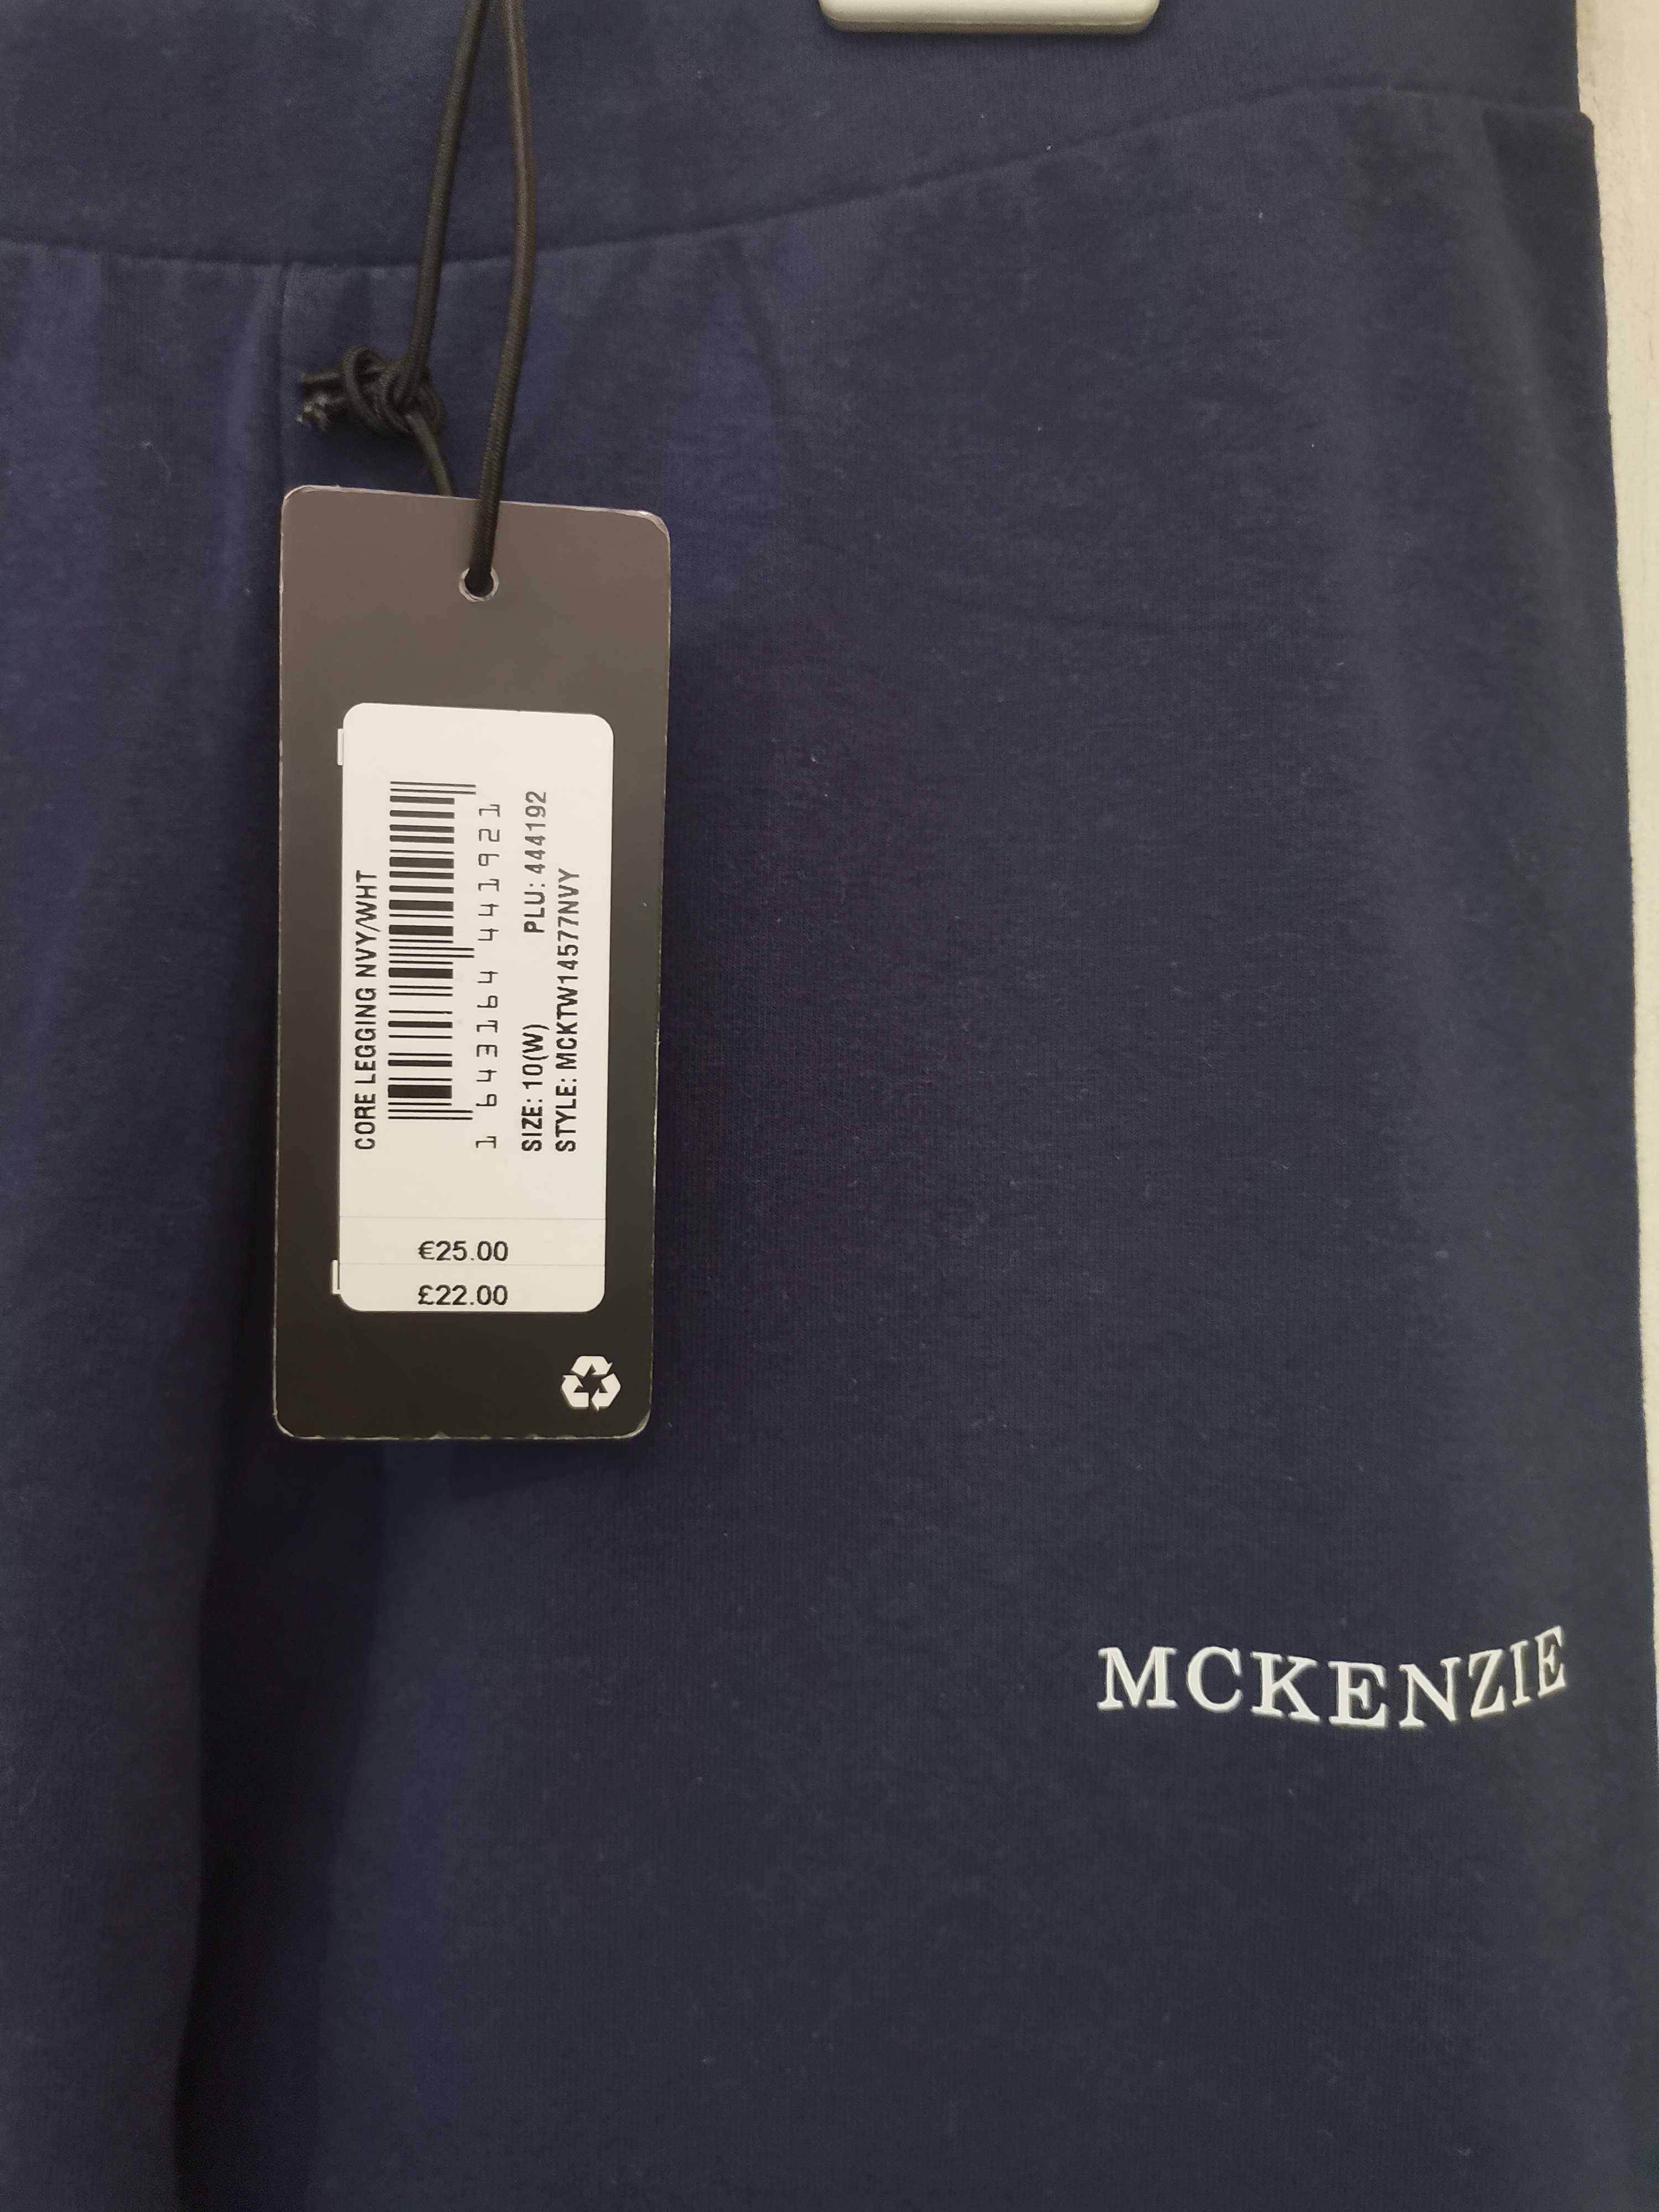 CORE LEGGING NVY/WHT
1 643164 441921
SIZE: 10(W) PLU: 444192
STYLE: MCKTW14577NVY
€25.00
£22.00
MCKENZIE